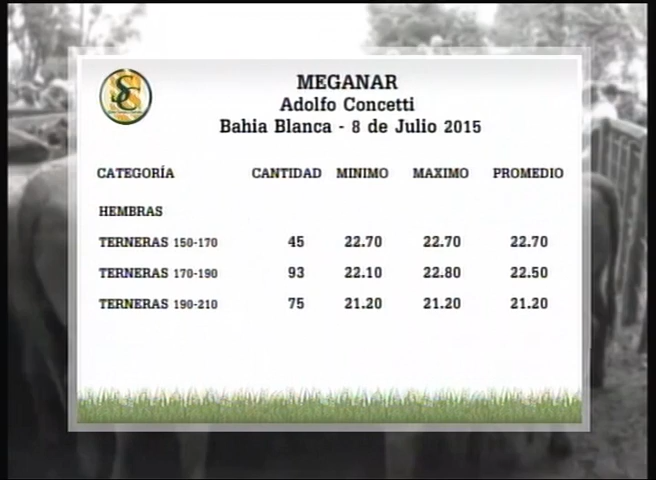 SC
MEGANAR
Adolfo Concetti
Bahia Blanca - 8 de Julio 2015
CATEGORÍA CANTIDAD MINIMO MAXIMO PROMEDIO
HEMBRAS
TERNERAS 150-170 45 22.70 22.70 22.70
TERNERAS 170-190 93 22.10 22.80 22.50
TERNERAS 190-210 75 21.20 21.20 21.20